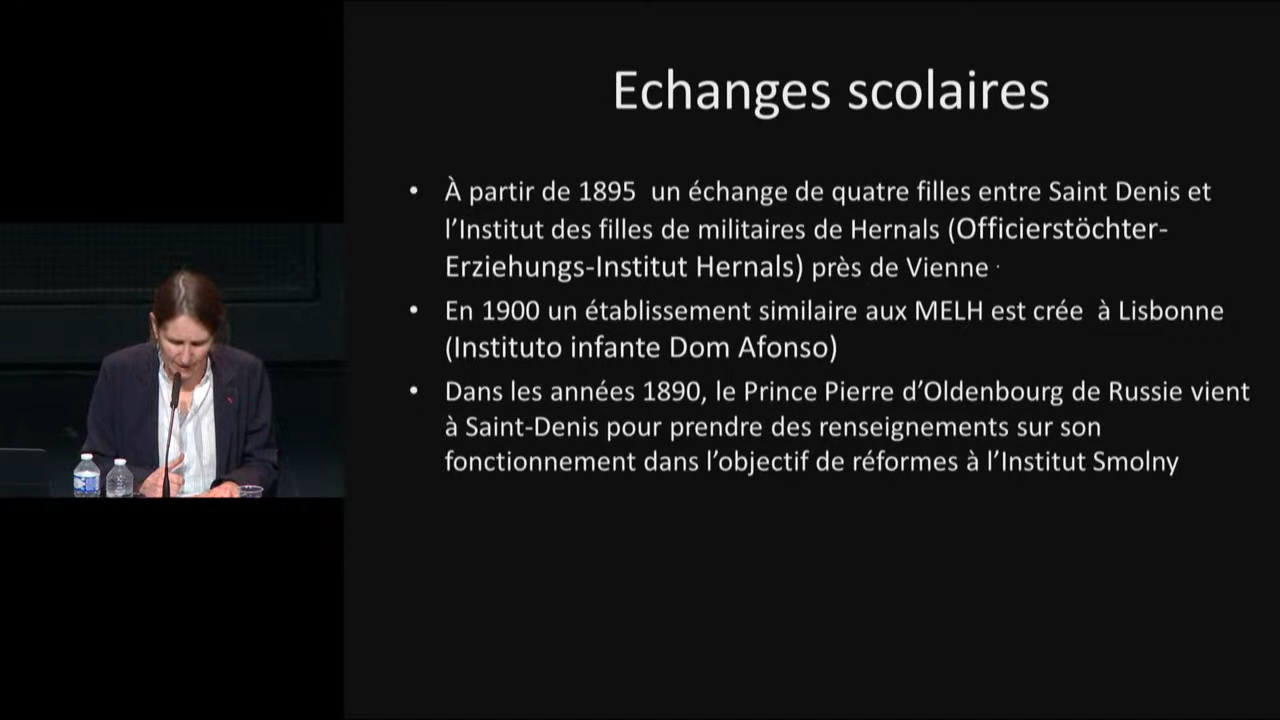 Echanges scolaires
• À partir de 1895  un échange de quatre filles entre Saint Denis et
l’Institut des filles de militaires de Hernals (Officierstöchter-
Erziehungs-Institut Hernals) près de Vienne .
• En 1900 un établissement similaire aux MELH est crée  à Lisbonne
(Instituto infante Dom Afonso)
• Dans les années 1890, le Prince Pierre d’Oldenbourg de Russie vient
à Saint-Denis pour prendre des renseignements sur son
fonctionnement dans l’objectif de réformes à l’Institut Smolny